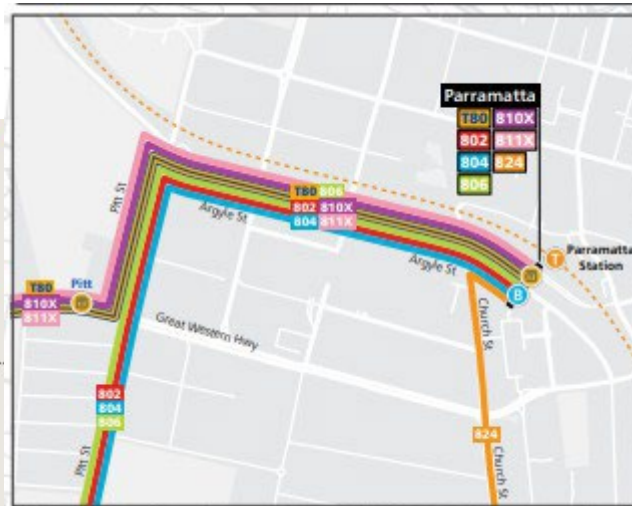 Parramatta
T80 810X
802 811X
804 824
806
Pitt St
T80 806
802 810X
804 811X
Argyle St
Argyle St
T
Parramatta
Station
B
T80
810X
811X
Pitt
Great Western Hwy
Church St
802
804
806
824
Pitt St
Church St